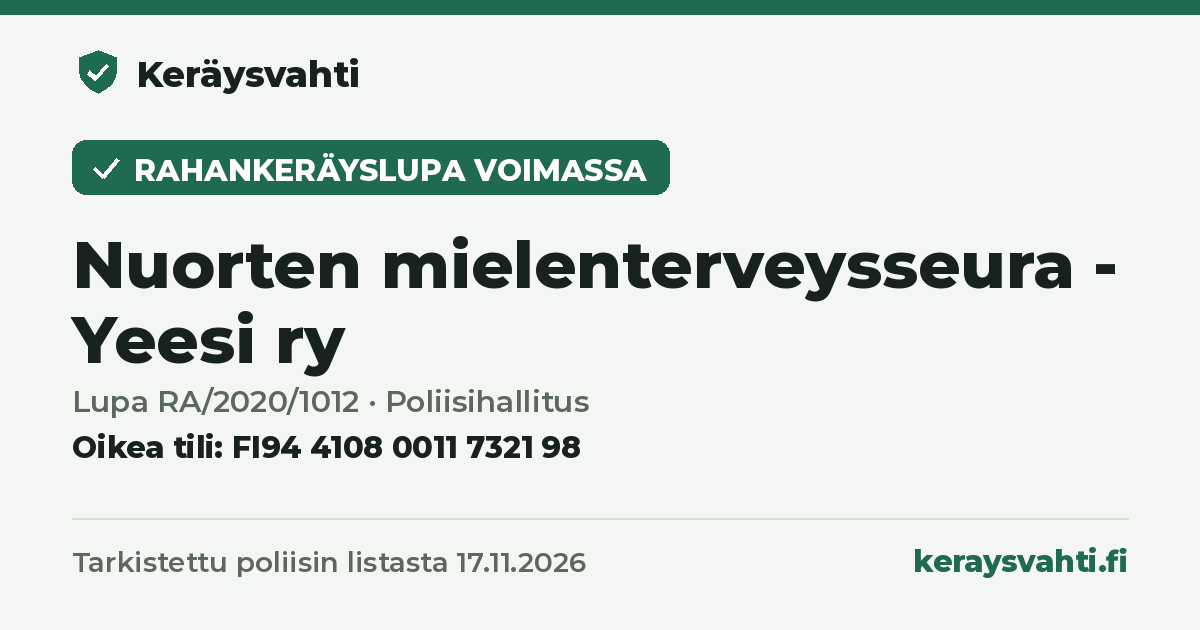 Keräysvahti
RAHANKERÄYSLUPA VOIMASSA
Nuorten mielenterveysseura -
Yeesi ry
Lupa RA/2020/1012 · Poliisihallitus
Oikea tili: FI94 4108 0011 7321 98
Tarkistettu poliisin listasta 17.11.2026
keraysvahti.fi